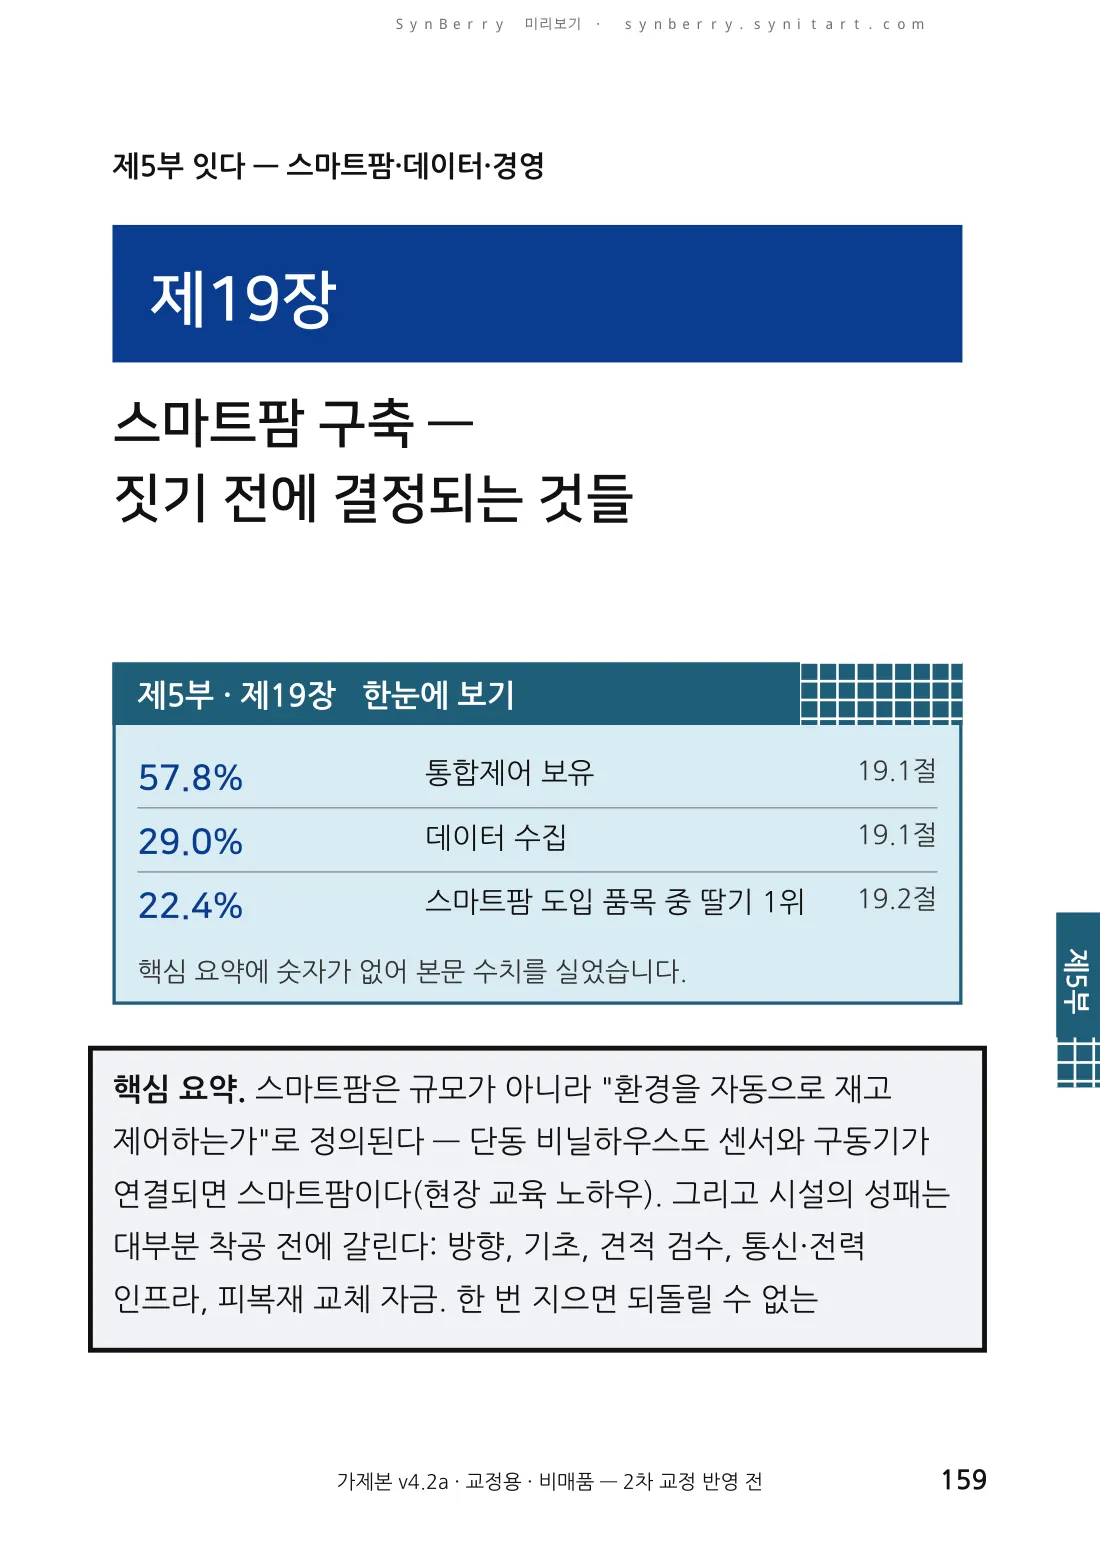 SynBerry 미리보기 · synberry.synitart.com
제5부 잇다 — 스마트팜·데이터·경영
제19장
스마트팜 구축 —
짓기 전에 결정되는 것들
제5부 · 제19장 한눈에 보기
57.8% 통합제어 보유 19.1절
29.0% 데이터 수집 19.1절
22.4% 스마트팜 도입 품목 중 딸기 1위 19.2절
핵심 요약에 숫자가 없어 본문 수치를 실었습니다.
제5부
핵심 요약. 스마트팜은 규모가 아니라 "환경을 자동으로 재고
제어하는가"로 정의된다 — 단동 비닐하우스도 센서와 구동기가
연결되면 스마트팜이다(현장 교육 노하우). 그리고 시설의 성패는
대부분 착공 전에 갈린다: 방향, 기초, 견적 검수, 통신·전력
인프라, 피복재 교체 자금. 한 번 지으면 되돌릴 수 없는
가제본 v4.2a · 교정용 · 비매품 — 2차 교정 반영 전
159